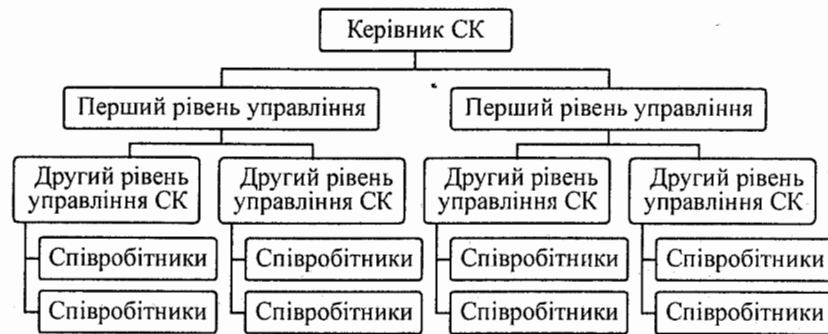 Керівник СК
Перший рівень управління
Перший рівень управління
Другий рівень
управління СК
Другий рівень
управління СК
Другий рівень
управління СК
Другий рівень
управління СК
Співробітники
Співробітники
Співробітники
Співробітники
Співробітники
Співробітники
Співробітники
Співробітники